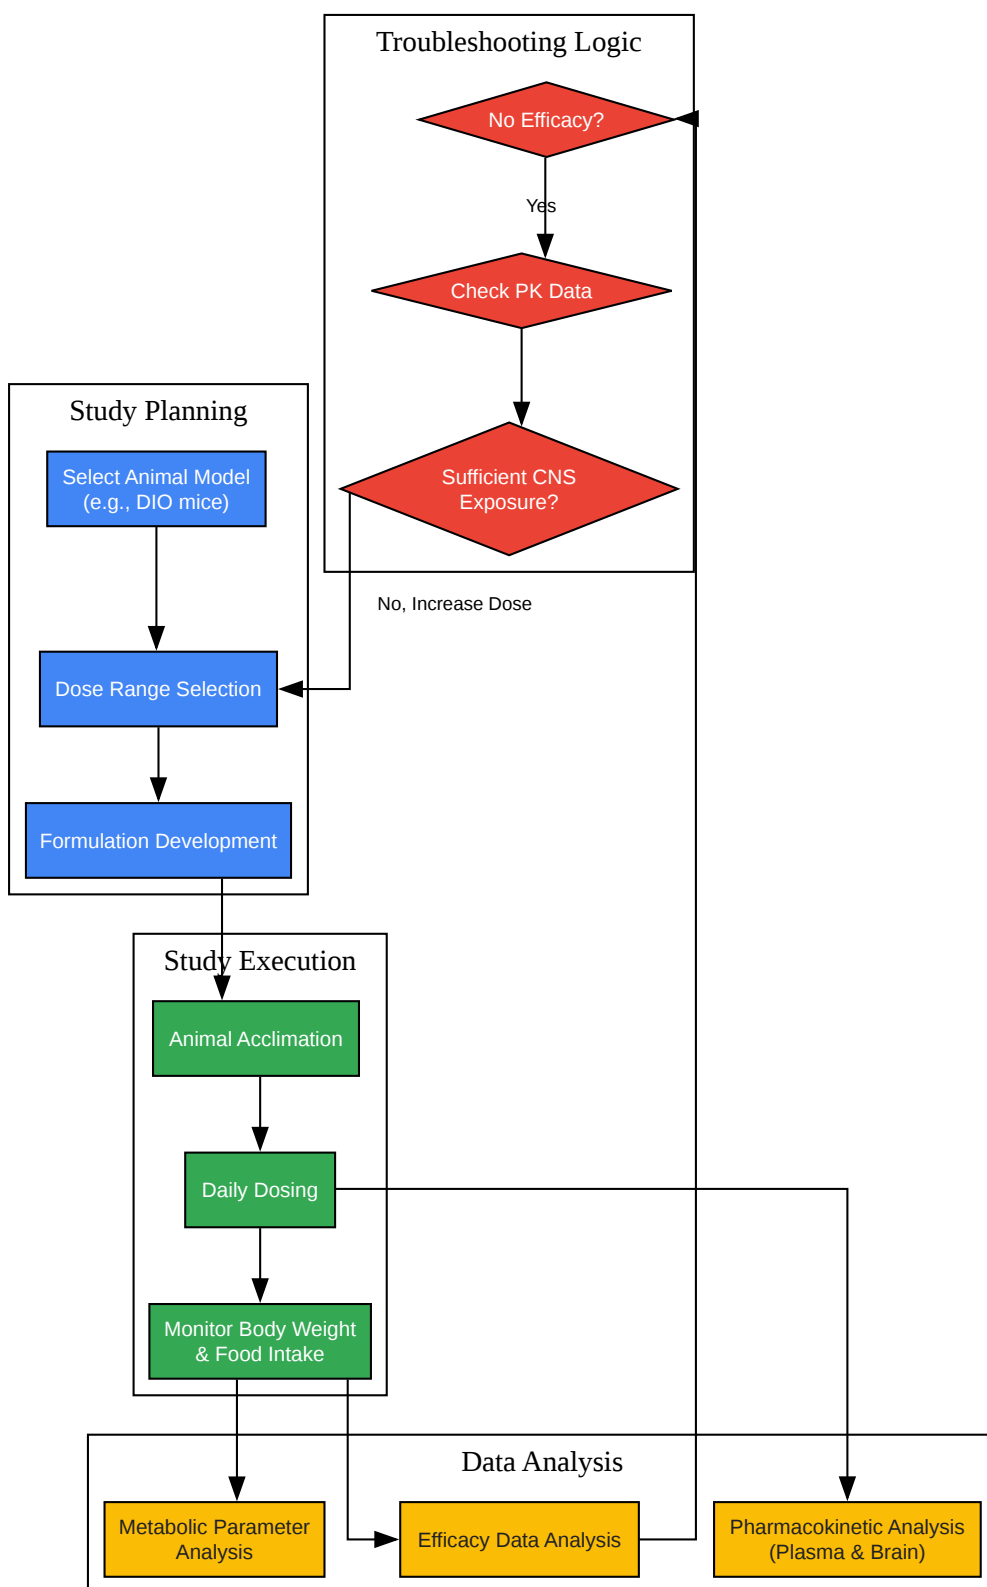 Troubleshooting Logic
No Efficacy?
Yes
Check PK Data
Sufficient CNS
Exposure?
No, Increase Dose
Study Planning
Select Animal Model
(e.g., DIO mice)
Dose Range Selection
Formulation Development
Study Execution
Animal Acclimation
Daily Dosing
Monitor Body Weight
& Food Intake
Data Analysis
Metabolic Parameter
Analysis
Efficacy Data Analysis
Pharmacokinetic Analysis
(Plasma & Brain)